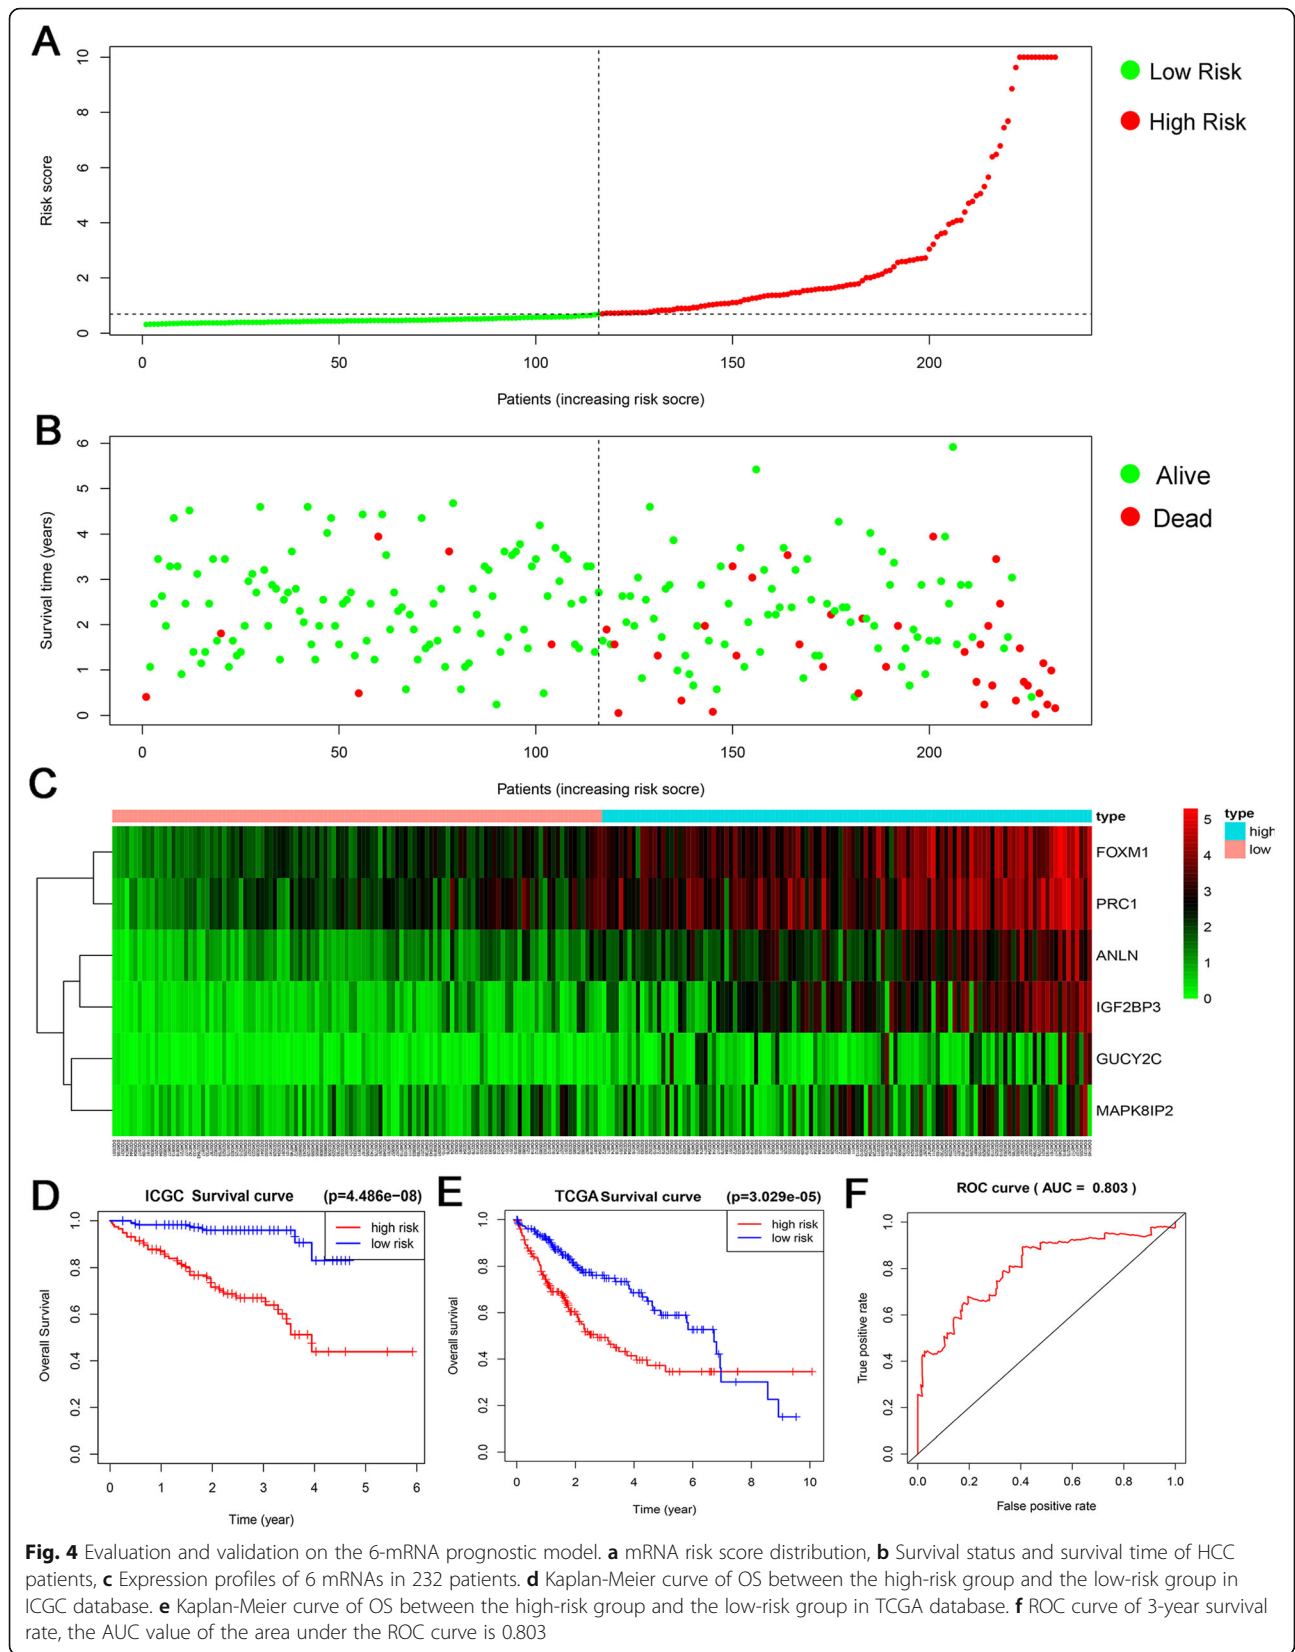 A
Low Risk
High Risk
Risk score
0 2 4 6 8 10
0 50 100 150 200
Patients (increasing risk socre)
B
Alive
Dead
Survival time (years)
0 1 2 3 4 5 6
0 50 100 150 200
Patients (increasing risk socre)
C
type
FOXM1
PRC1
ANLN
IGF2BP3
GUCY2C
MAPK8IP2
5
4
3
2
1
0
type
high
low
D
ICGC Survival curve (p=4.486e−08)
high risk
low risk
Overall Survival
0.0 0.2 0.4 0.6 0.8 1.0
0 1 2 3 4 5 6
Time (year)
E
TCGA Survival curve (p=3.029e-05)
high risk
low risk
Overall survival
0.0 0.2 0.4 0.6 0.8 1.0
0 2 4 6 8 10
Time (year)
F
ROC curve ( AUC = 0.803 )
True positive rate
0.0 0.2 0.4 0.6 0.8 1.0
0.0 0.2 0.4 0.6 0.8 1.0
False positive rate
Fig. 4 Evaluation and validation on the 6-mRNA prognostic model. a mRNA risk score distribution, b Survival status and survival time of HCC
patients, c Expression profiles of 6 mRNAs in 232 patients. d Kaplan-Meier curve of OS between the high-risk group and the low-risk group in
ICGC database. e Kaplan-Meier curve of OS between the high-risk group and the low-risk group in TCGA database. f ROC curve of 3-year survival
rate, the AUC value of the area under the ROC curve is 0.803